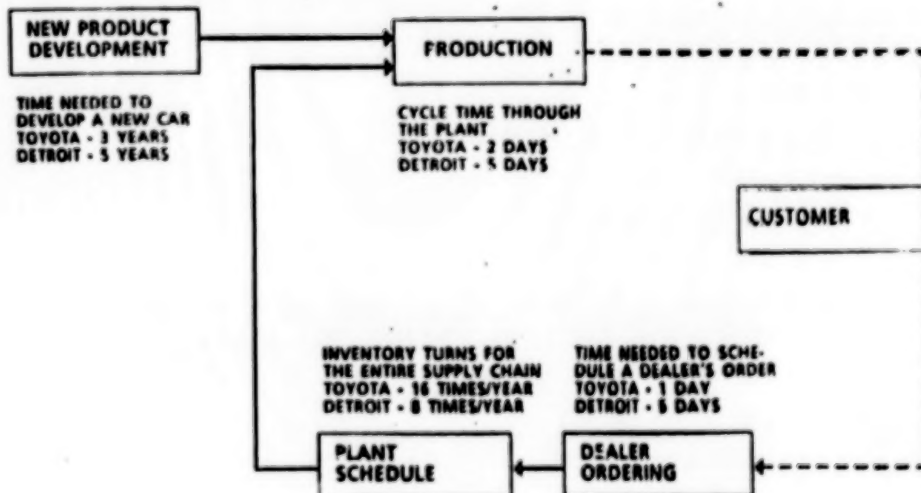 NEW PRODUCT
DEVELOPMENT
TIME NEEDED TO
DEVELOP A NEW CAR
TOYOTA - 3 YEARS
DETROIT - 5 YEARS
FRODUCTION
CYCLE TIME THROUGH
THE PLANT
TOYOTA - 2 DAYS
DETROIT - 5 DAYS
CUSTOMER
INVENTORY TURNS FOR
THE ENTIRE SUPPLY CHAIN
TOYOTA - 16 TIMES/YEAR
DETROIT - 8 TIMES/YEAR
PLANT
SCHEDULE
TIME NEEDED TO SCHE-
DULE A DEALER'S ORDER
TOYOTA - 1 DAY
DETROIT - 5 DAYS
DEALER
ORDERING